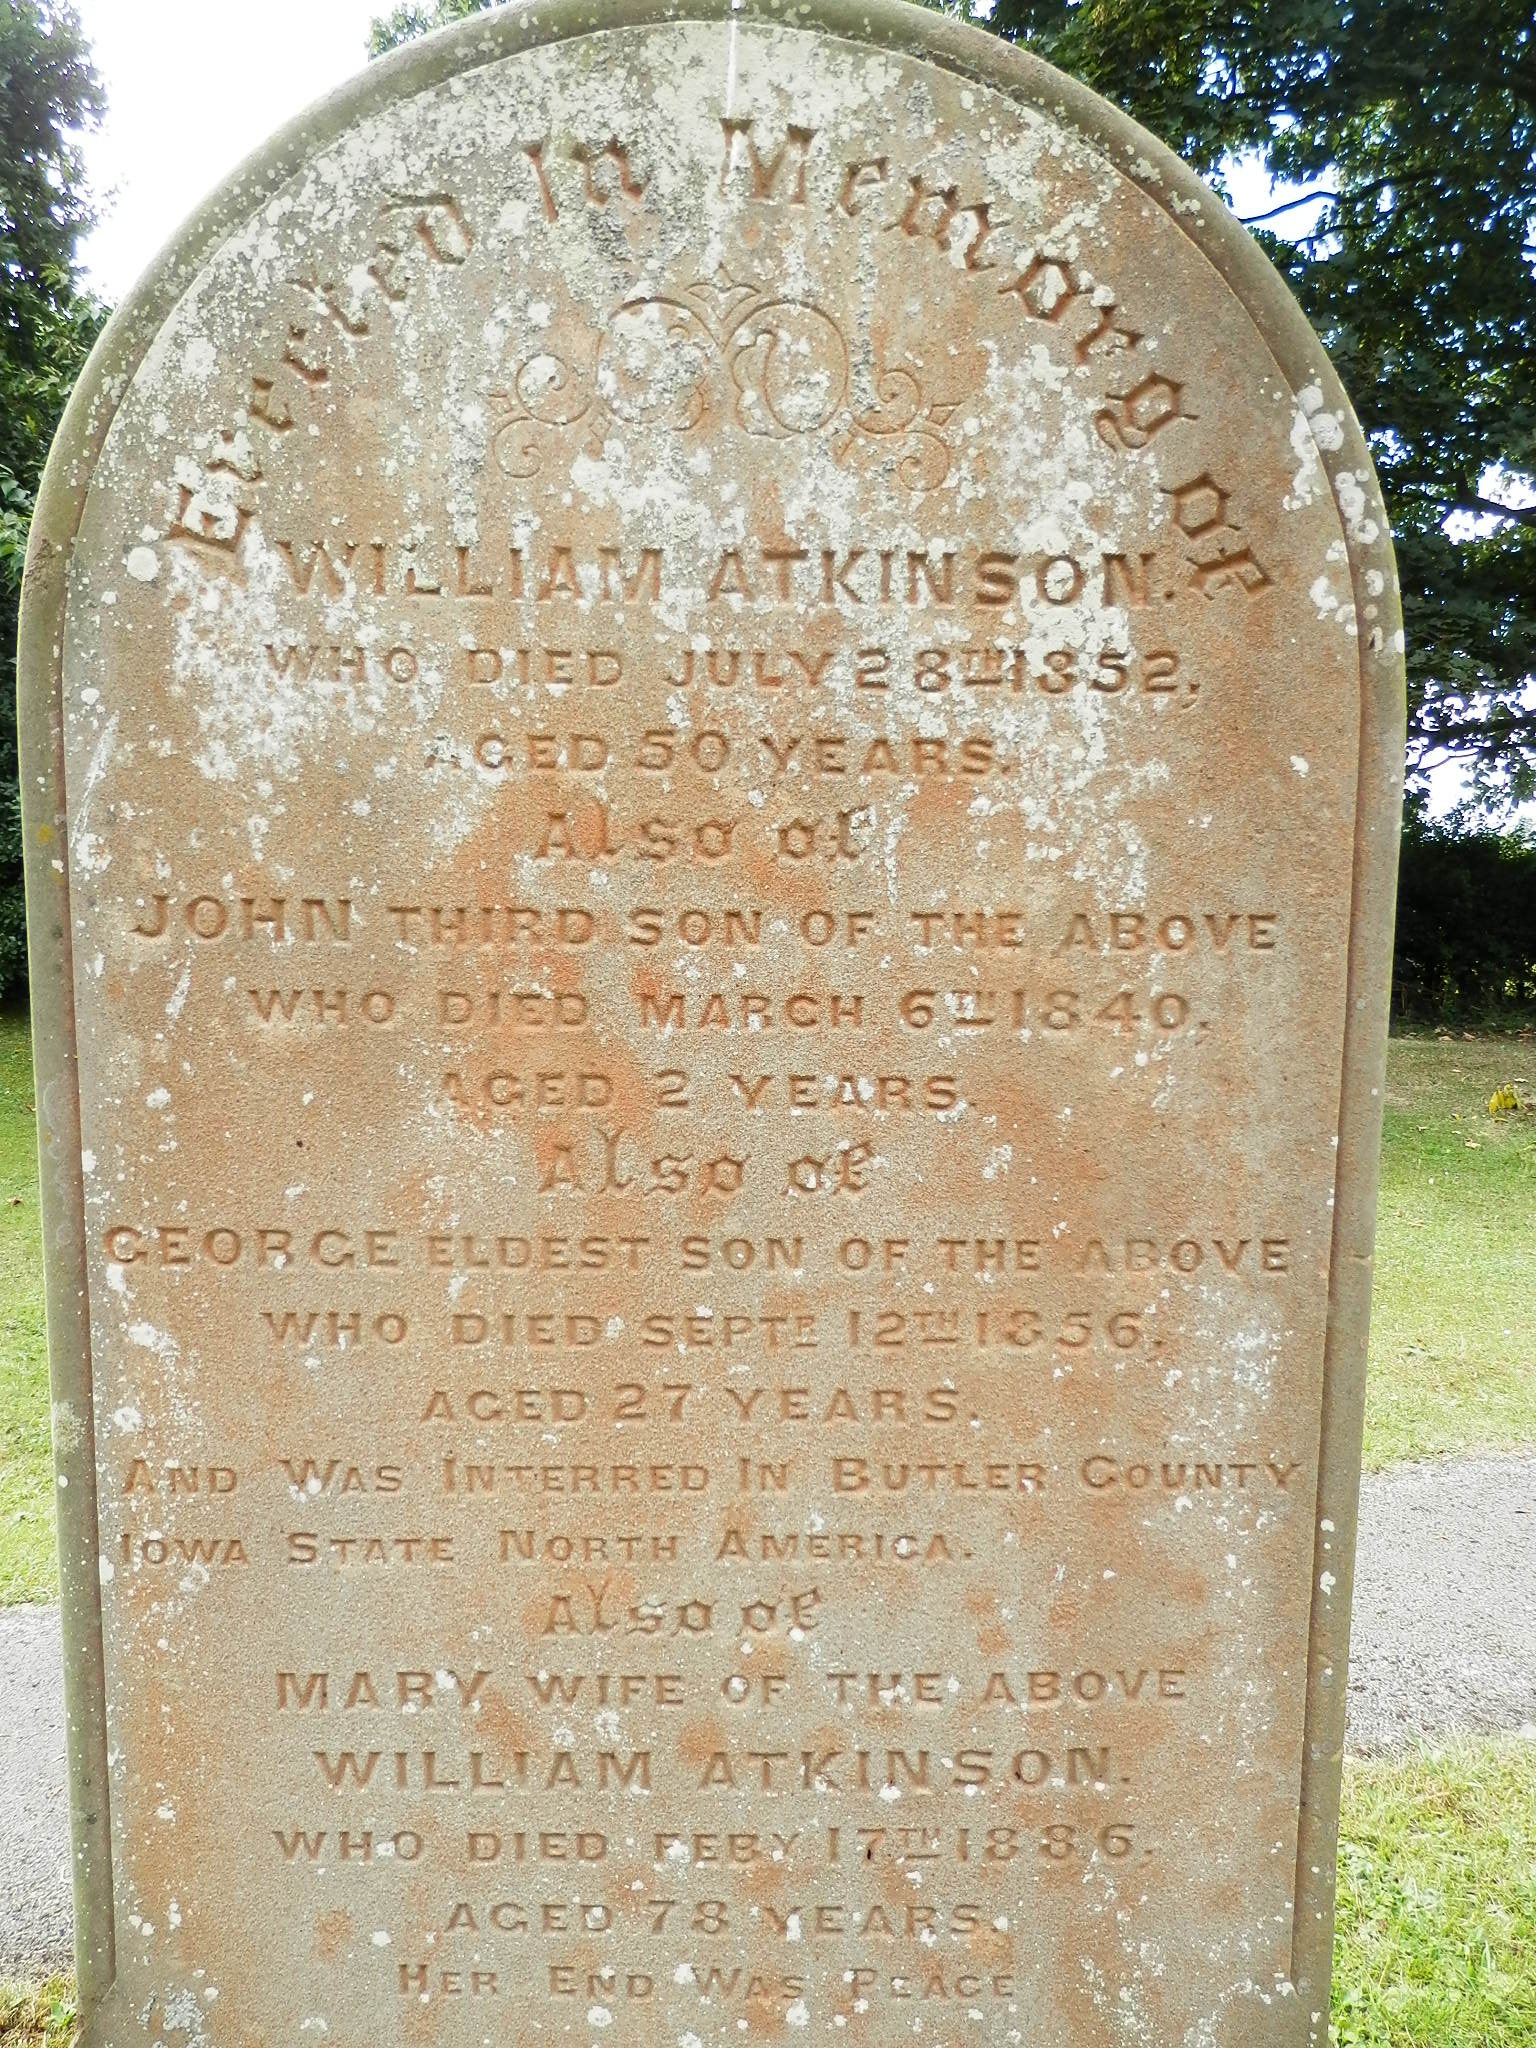 Erected In Memory of
WILLIAM ATKINSON.
WHO DIED JULY 28TH 1852,
AGED 50 YEARS.
Also of
JOHN THIRD SON OF THE ABOVE
WHO DIED MARCH 6TH 1840.
AGED 2 YEARS.
Also of
GEORGE ELDEST SON OF THE ABOVE
WHO DIED SEPTR 12TH 1856,
AGED 27 YEARS.
AND WAS INTERRED IN BUTLER COUNTY
IOWA STATE NORTH AMERICA.
Also of
MARY WIFE OF THE ABOVE
WILLIAM ATKINSON.
WHO DIED FEBY 17TH 1886.
AGED 78 YEARS.
HER END WAS PEACE